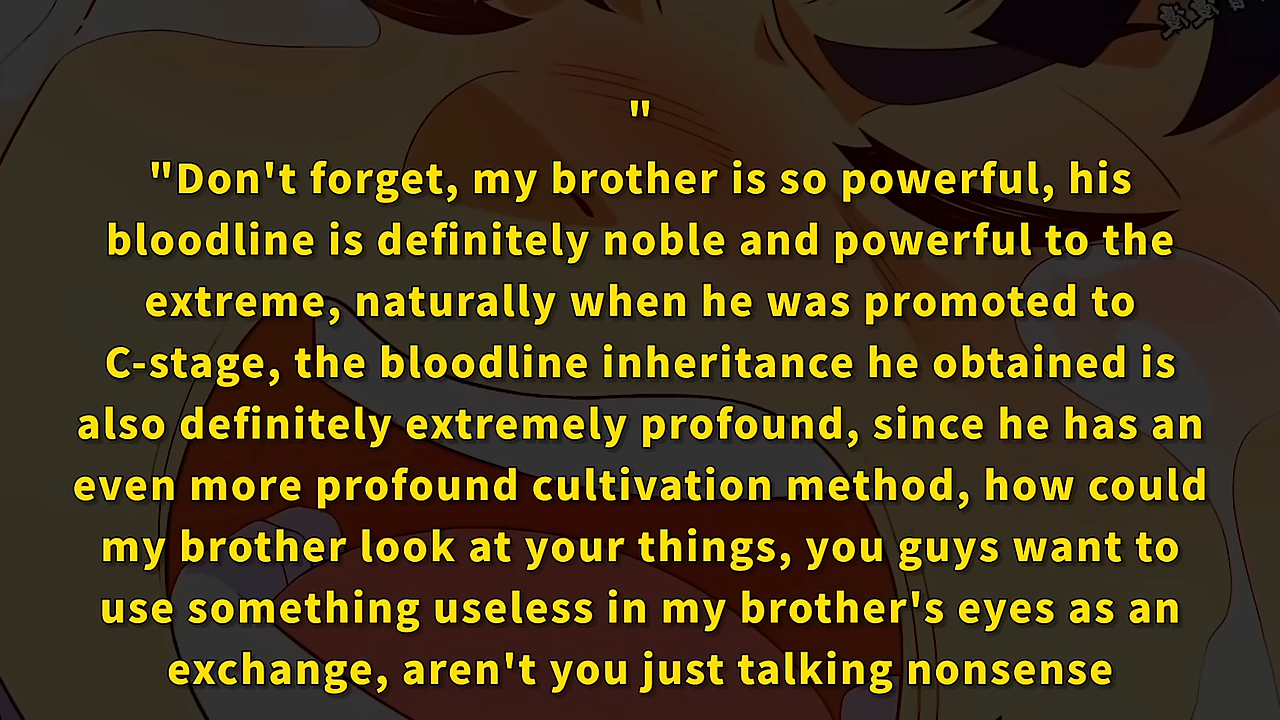 "
"Don't forget, my brother is so powerful, his
bloodline is definitely noble and powerful to the
extreme, naturally when he was promoted to
C-stage, the bloodline inheritance he obtained is
also definitely extremely profound, since he has an
even more profound cultivation method, how could
my brother look at your things, you guys want to
use something useless in my brother's eyes as an
exchange, aren't you just talking nonsense